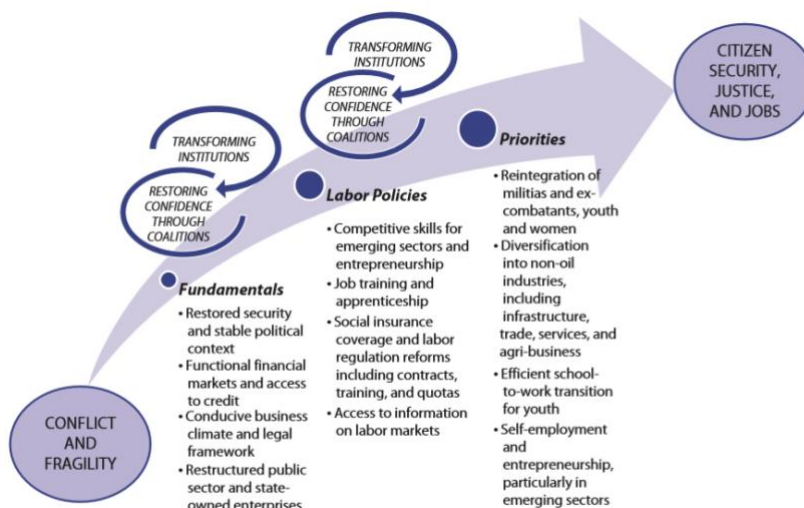 TRANSFORMING
INSTITUTIONS
RESTORING
CONFIDENCE
THROUGH
COALITIONS
CITIZEN
SECURITY,
JUSTICE,
AND JOBS
TRANSFORMING
INSTITUTIONS
RESTORING
CONFIDENCE
THROUGH
COALITIONS
CONFLICT
AND
FRAGILITY
Fundamentals
• Restored security
and stable political
context
• Functional financial
markets and access
to credit
• Conducive business
climate and legal
framework
• Restructured public
sector and state-
owned enterprises
Labor Policies
• Competitive skills for
emerging sectors and
entrepreneurship
• Job training and
apprenticeship
• Social insurance
coverage and labor
regulation reforms
including contracts,
training, and quotas
• Access to information
on labor markets
Priorities
• Reintegration of
militias and ex-
combatants, youth
and women
• Diversification
into non-oil
industries,
including
infrastructure,
trade, services, and
agri-business
• Efficient school-
to-work transition
for youth
• Self-employment
and
entrepreneurship,
particularly in
emerging sectors